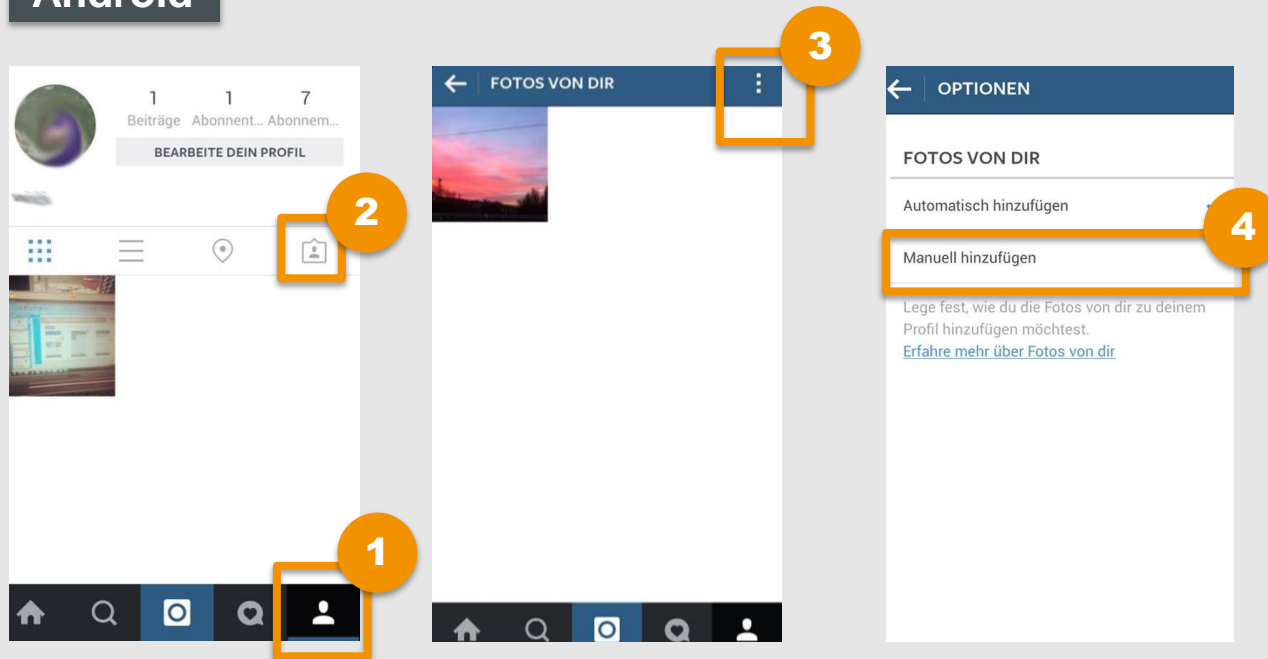 Android
1 1 7
Beiträge Abonnent... Abonnem...
BEARBEITE DEIN PROFIL
2
1
3
FOTOS VON DIR
OPTIONEN
FOTOS VON DIR
Automatisch hinzufügen
4
Manuell hinzufügen
Lege fest, wie du die Fotos von dir zu deinem
Profil hinzufügen möchtest.
Erfahre mehr über Fotos von dir